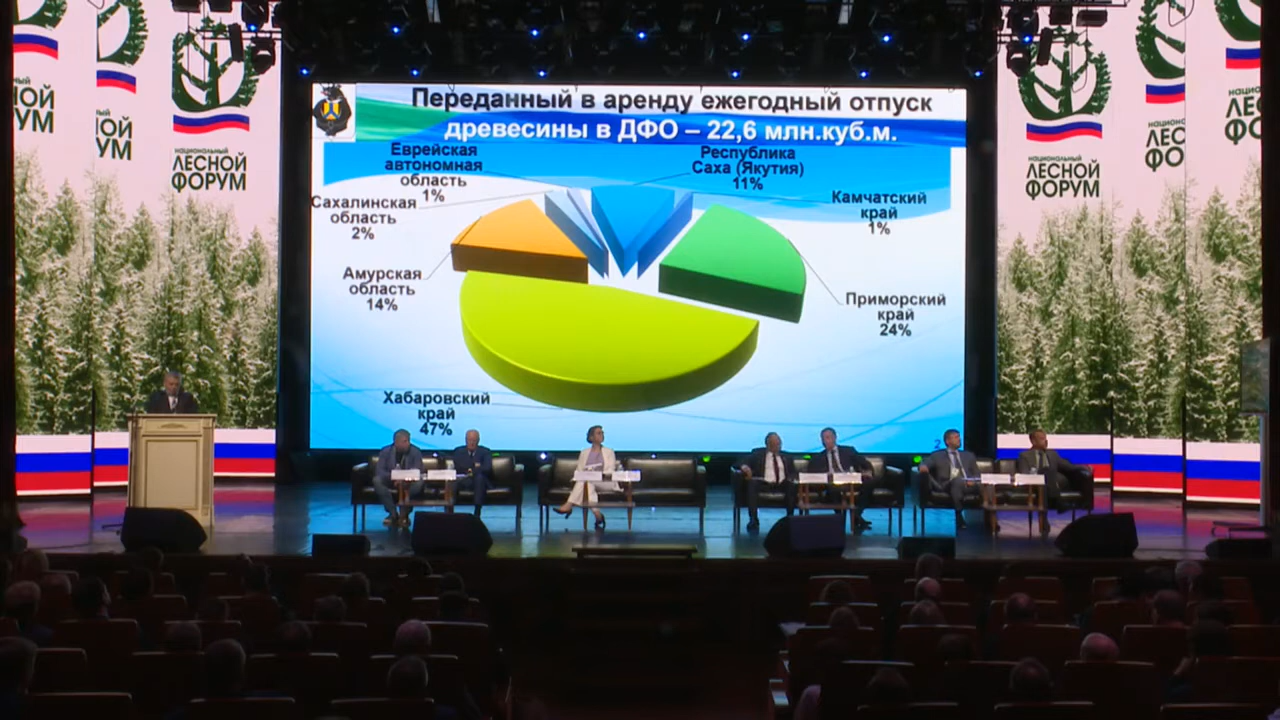 Переданный в аренду ежегодный отпуск
древесины в ДФО – 22,6 млн.куб.м.
Еврейская
автономная
область
1%
Республика
Саха (Якутия)
11%
Сахалинская
область
2%
Камчатский
край
1%
Амурская
область
14%
Приморский
край
24%
Хабаровский
край
47%
2
НАЦИОНАЛЬНЫЙ
ЛЕСНОЙ
ФОРУМ
НАЦИОНАЛЬНЫЙ
ЛЕСНОЙ
ФОРУМ